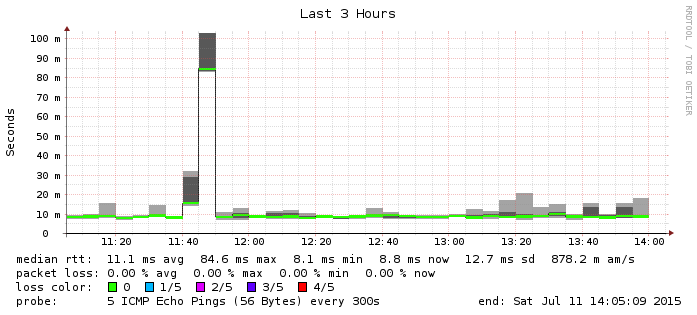 Last 3 Hours
RRDTOOL / TOBI OETIKER
Seconds
100 m
90 m
80 m
70 m
60 m
50 m
40 m
30 m
20 m
10 m
0
11:20 11:40 12:00 12:20 12:40 13:00 13:20 13:40 14:00
median rtt: 11.1 ms avg 84.6 ms max 8.1 ms min 8.8 ms now 12.7 ms sd 878.2 m am/s
packet loss: 0.00 % avg 0.00 % max 0.00 % min 0.00 % now
loss color: 0 1/5 2/5 3/5 4/5
probe: 5 ICMP Echo Pings (56 Bytes) every 300s end: Sat Jul 11 14:05:09 2015